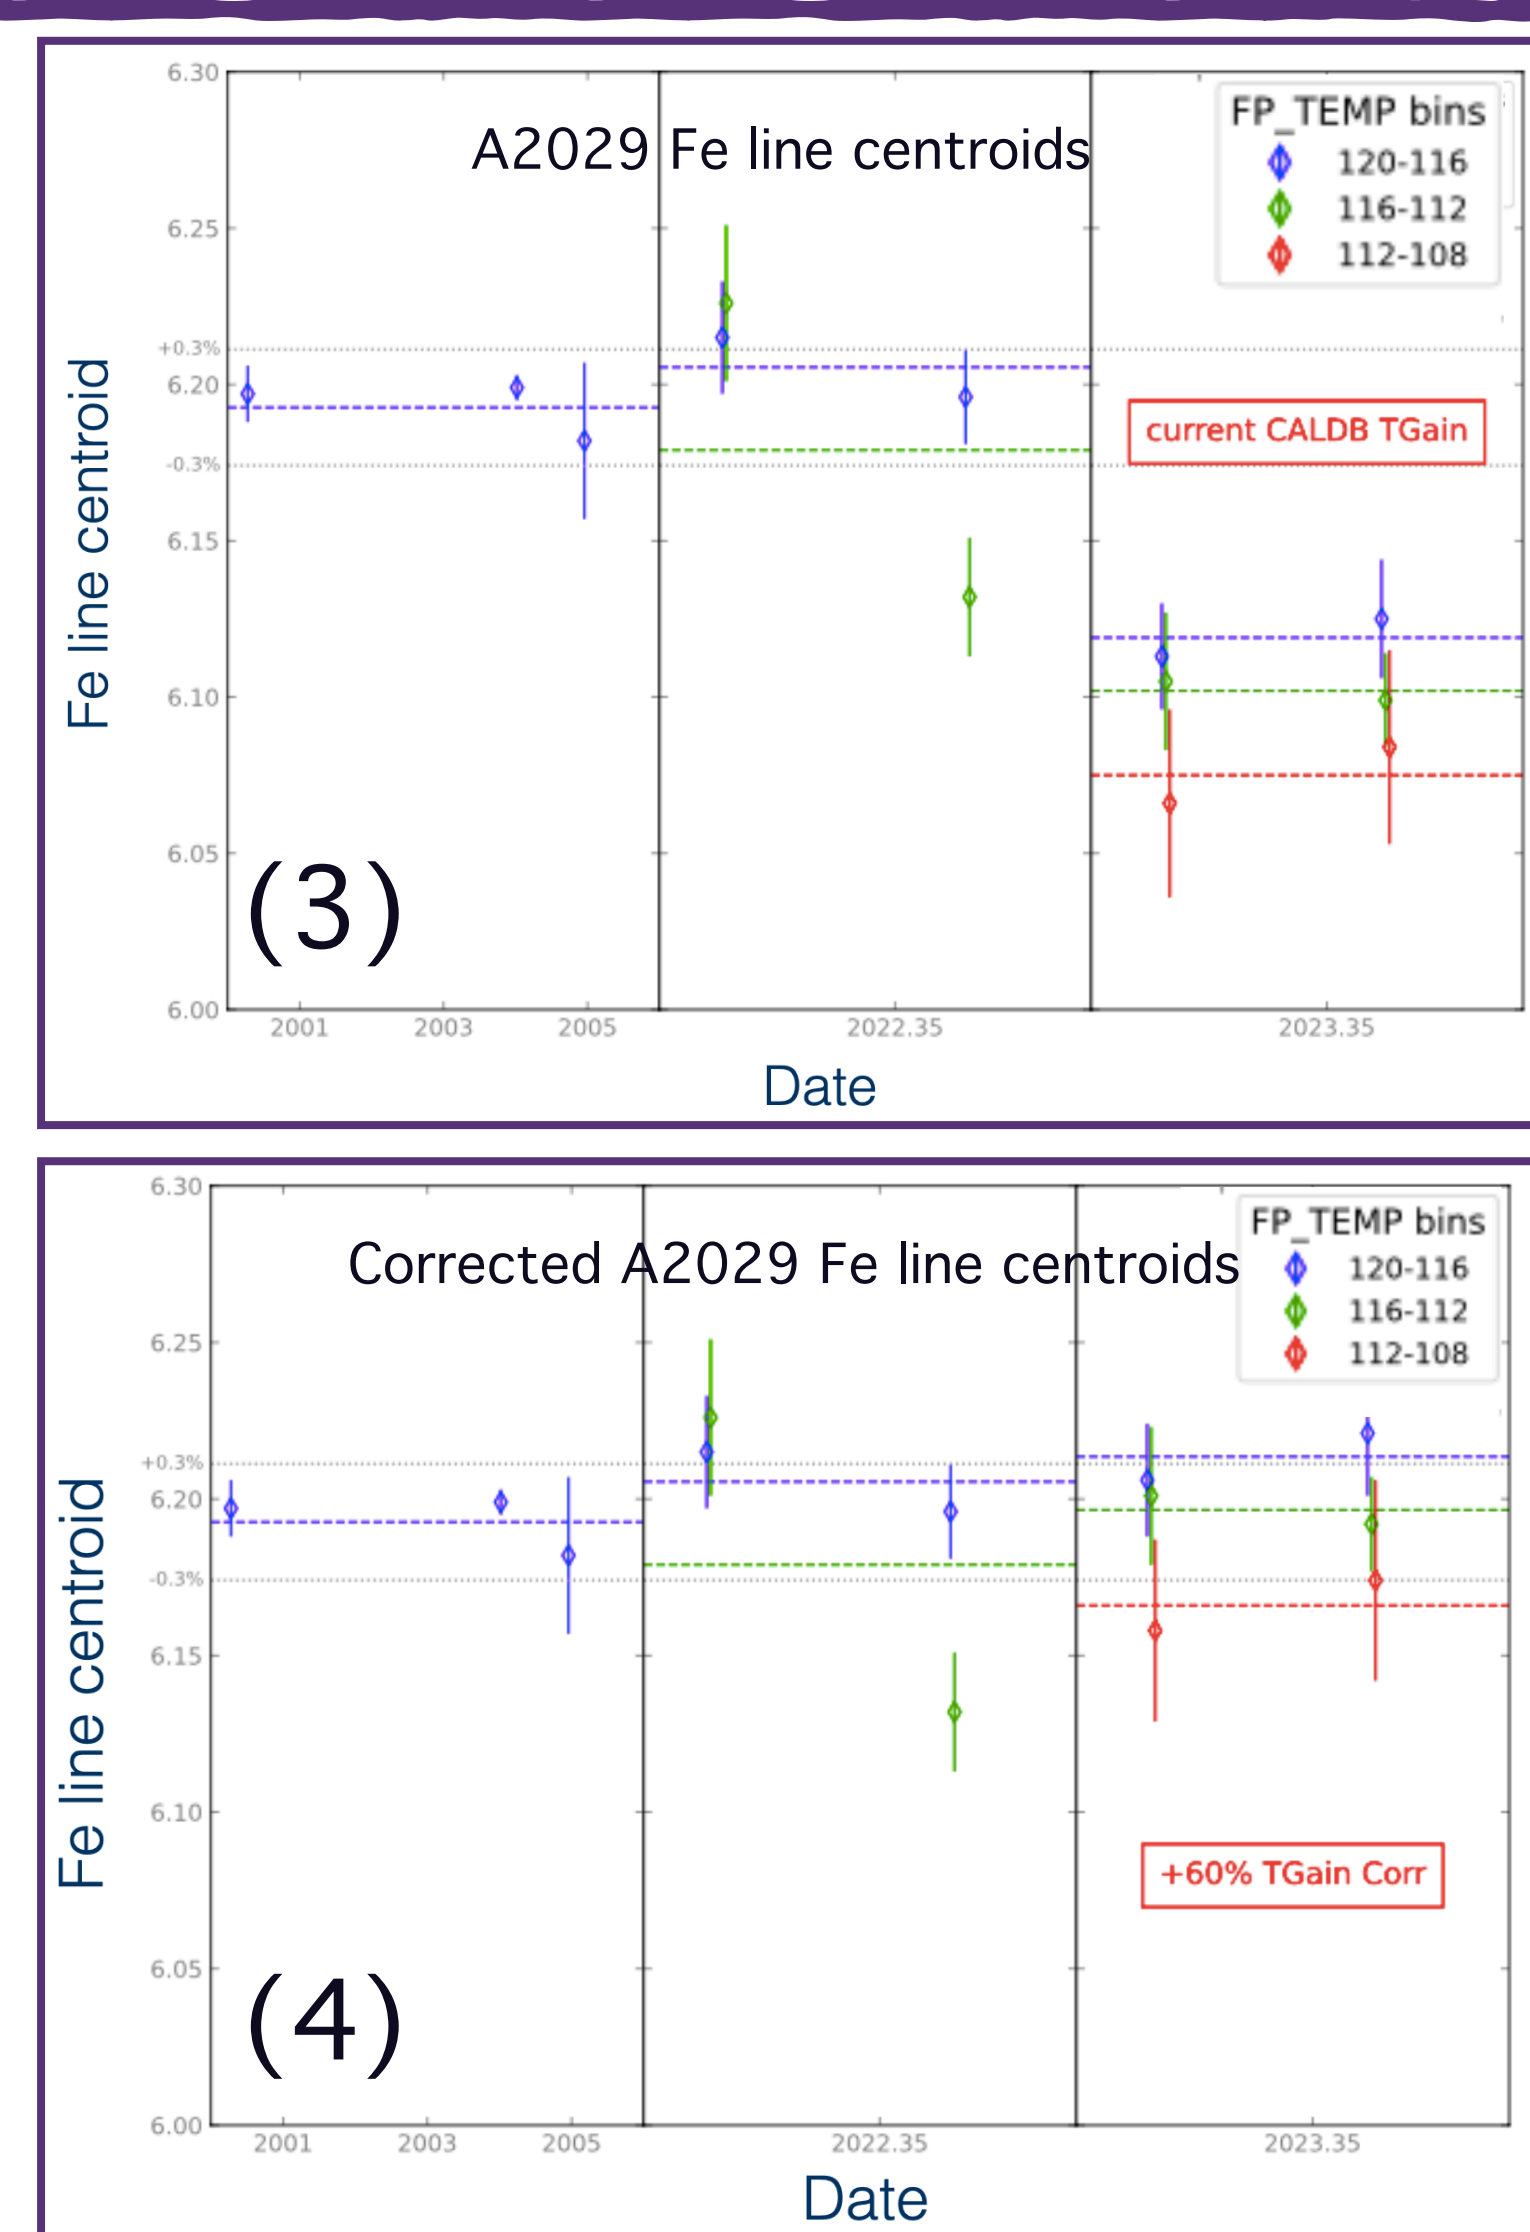 A2029 Fe line centroids
FP_TEMP bins
120-116
116-112
112-108
6.30
6.25
+0.3%
6.20
-0.3%
6.15
6.10
6.05
6.00
current CALDB TGain
Fe line centroid
(3)
2001 2003 2005 2022.35 2023.35
Date
Corrected A2029 Fe line centroids
FP_TEMP bins
120-116
116-112
112-108
6.30
6.25
+0.3%
6.20
-0.3%
6.15
6.10
6.05
6.00
+60% TGain Corr
Fe line centroid
(4)
2001 2003 2005 2022.35 2023.35
Date